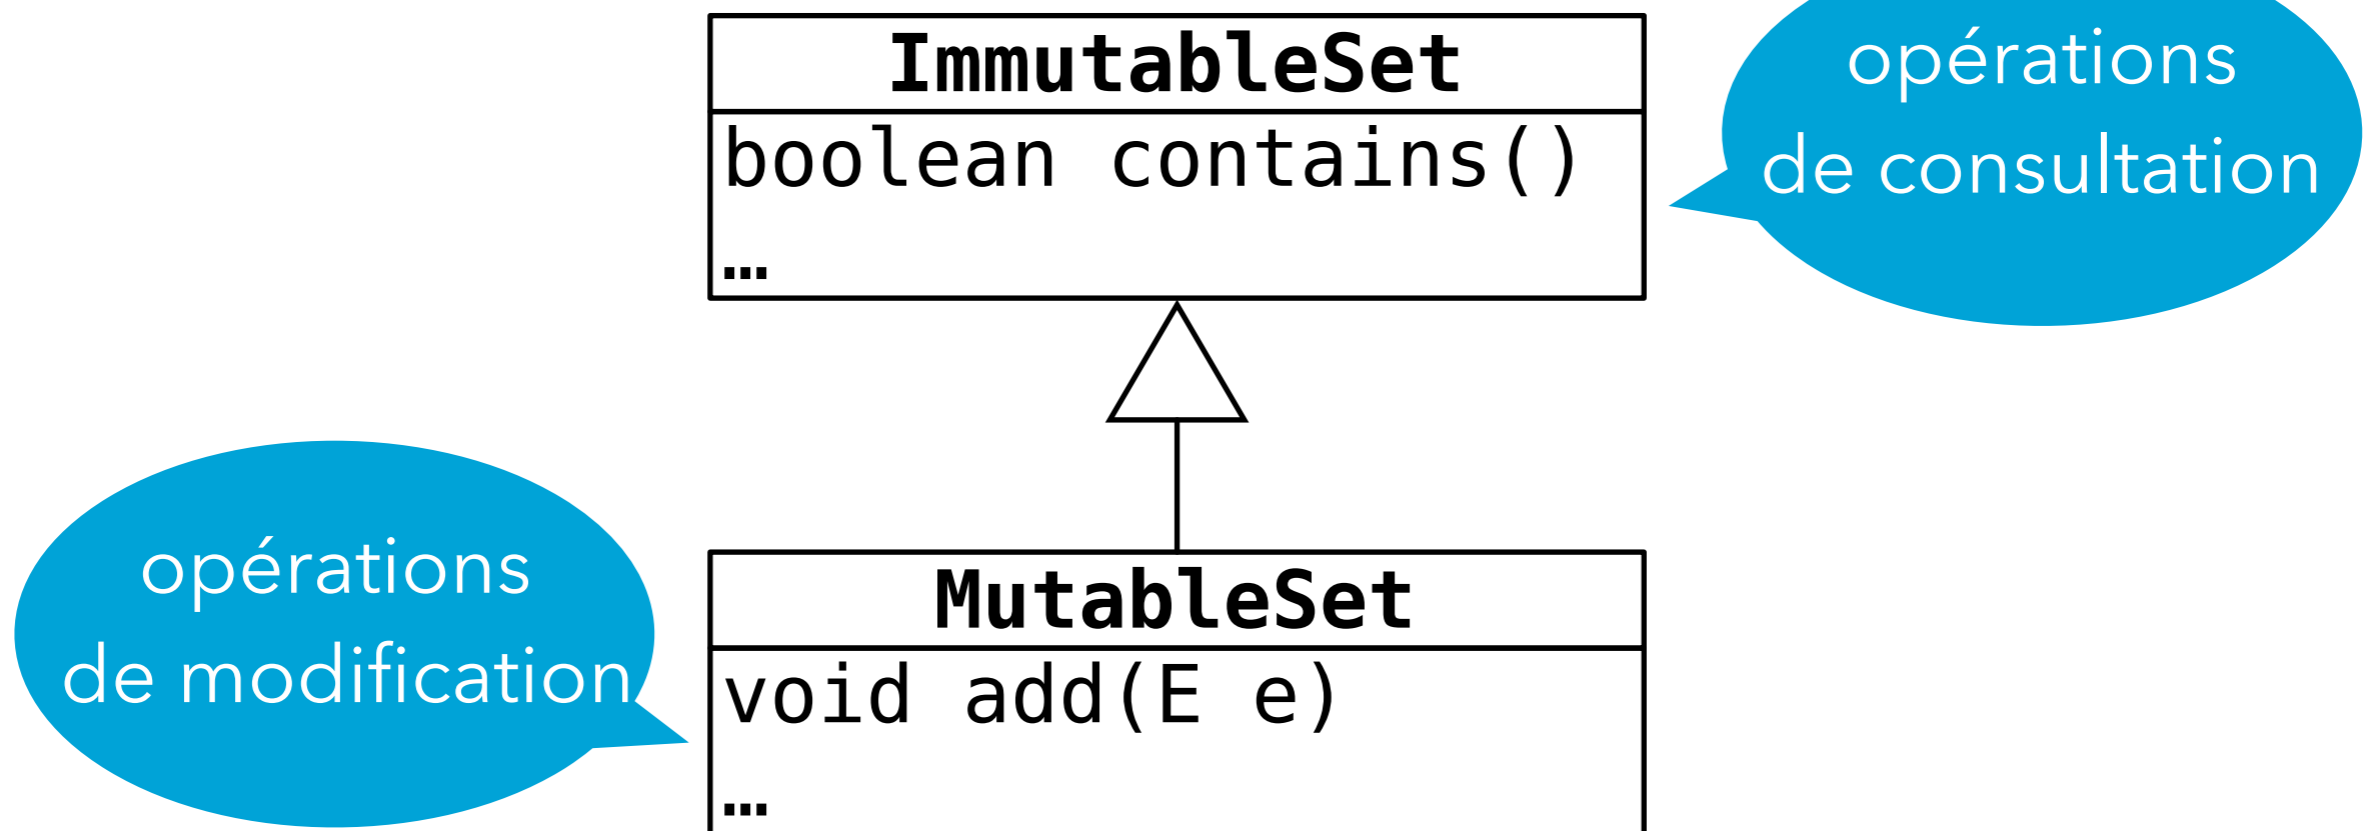 ImmutableSet
boolean contains()
…
opérations
de consultation
opérations
de modification
MutableSet
void add(E e)
…